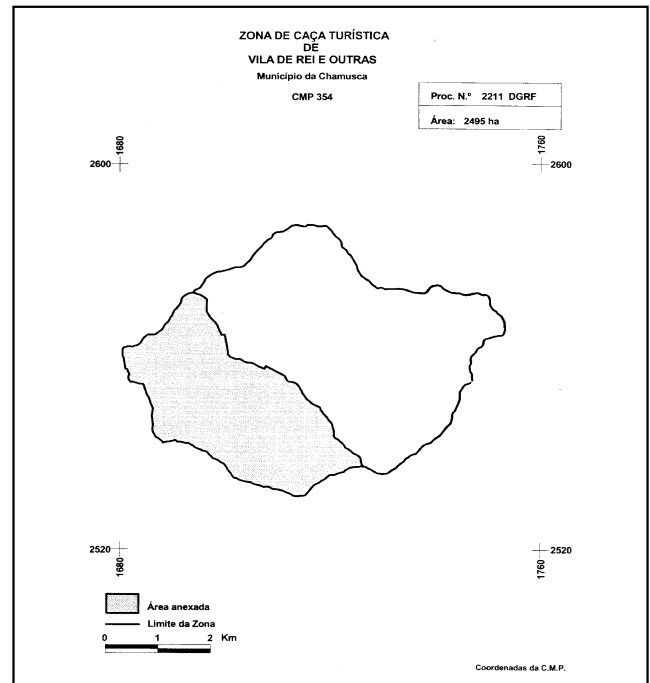 ZONA DE CAÇA TURÍSTICA
DE
VILA DE REI E OUTRAS
Município da Chamusca
CMP 354
Proc. N.º 2211 DGRF
Área: 2495 ha
1680
1760
2600
2600
2520
2520
1680
1760
Área anexada
Limite da Zona
0 1 2 Km
Coordenadas da C.M.P.